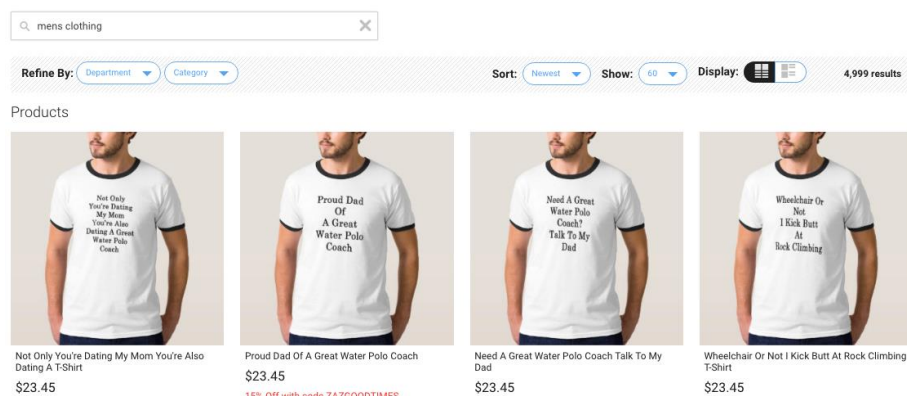 mens clothing
Refine By: Department Category Sort: Newest Show: 60 Display: 4,999 results
Products
Not Only
You're Dating
My Mom
You're Also
Dating A Great
Water Polo
Coach
Proud Dad
Of
A Great
Water Polo
Coach
Need A Great
Water Polo
Coach?
Talk To My
Dad
Wheelchair Or
Not
I Kick Butt
At
Rock Climbing
Not Only You're Dating My Mom You're Also
Dating A T-Shirt
$23.45
Proud Dad Of A Great Water Polo Coach
$23.45
15% Off with code ZAZGOODTIMES
Need A Great Water Polo Coach Talk To My
Dad
$23.45
Wheelchair Or Not I Kick Butt At Rock Climbing
T-Shirt
$23.45